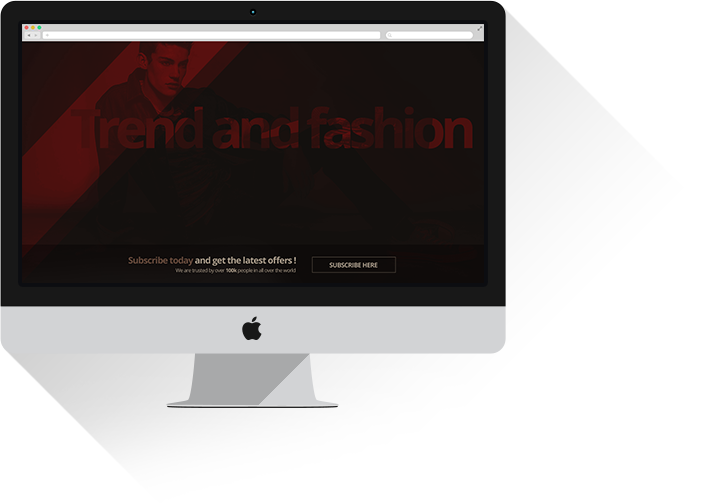 Trend and fashion
Subscribe today and get the latest offers !
We are trusted by over 100k people in all over the world
SUBSCRIBE HERE